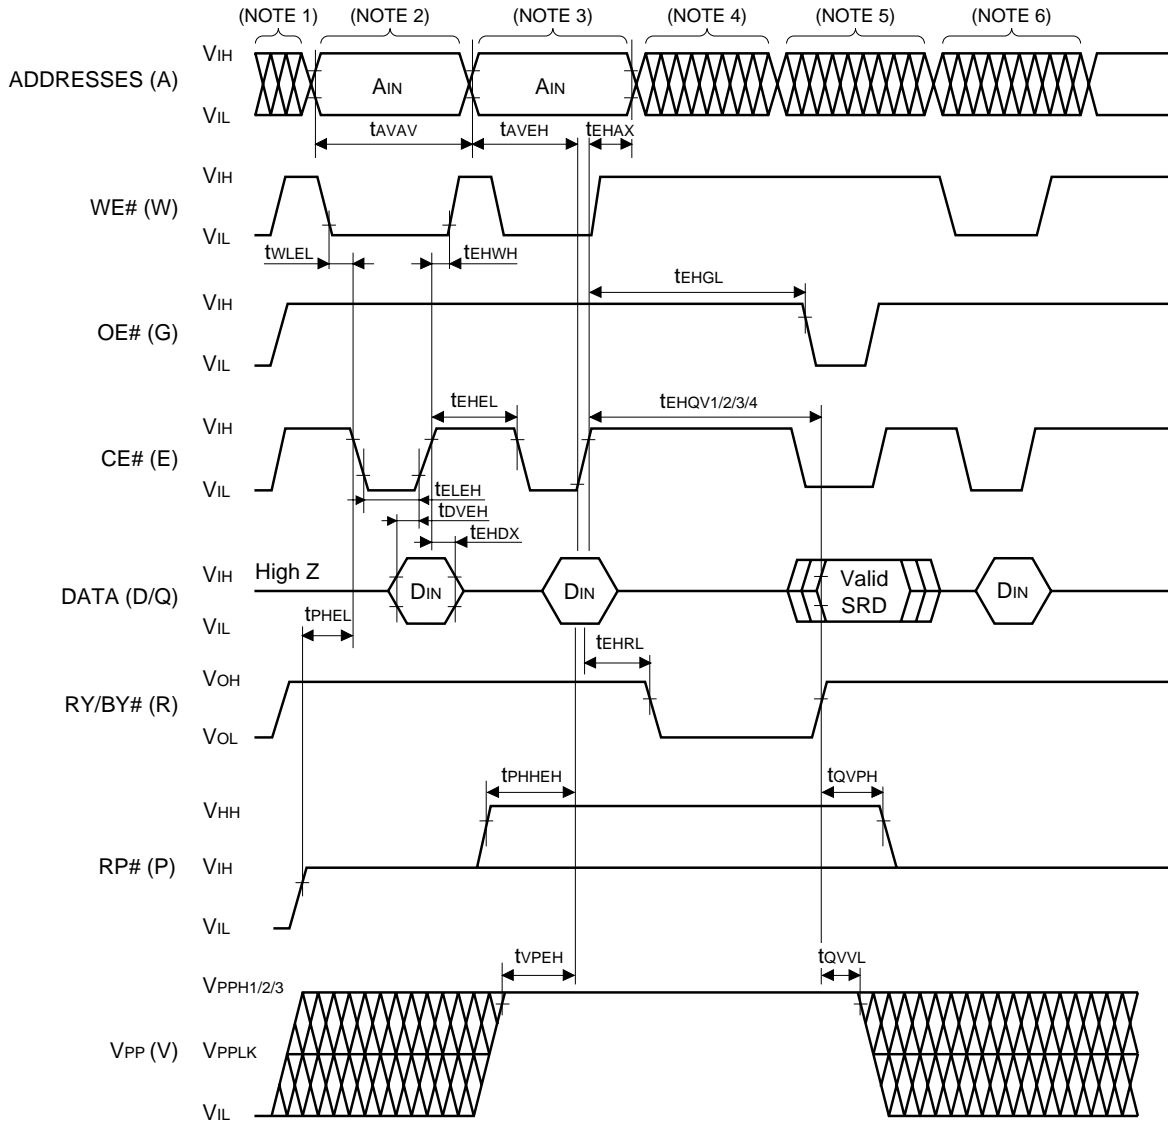 (NOTE 1) (NOTE 2) (NOTE 3) (NOTE 4) (NOTE 5) (NOTE 6)
VIH
ADDRESSES (A)
AIN AIN
VIL
tAVAV tAVEH tEHAX
VIH
WE# (W)
VIL
tWLEL tEHWH
tEHGL
VIH
OE# (G)
VIL
tEHEL tEHQV1/2/3/4
VIH
CE# (E)
VIL
tELEH
tDVEH
tEHDX
VIH High Z
DATA (D/Q)
DIN DIN Valid SRD DIN
VIL
tPHEL
tEHRL
VOH
RY/BY# (R)
VOL
tPHHEH tQVPH
VHH
RP# (P) VIH
VIL
tVPEH tQVVL
VPPH1/2/3
VPP (V) VPPLK
VIL